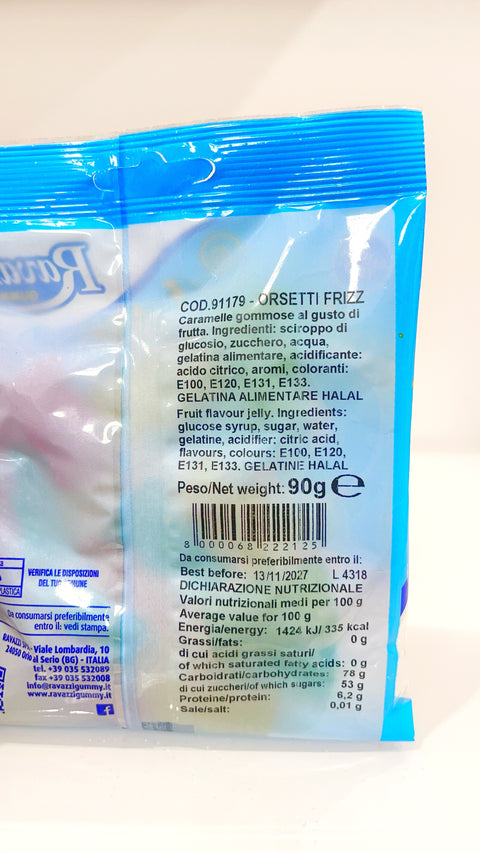 COD.91179 - ORSETTI FRIZZ
Caramelle gommose al gusto di
frutta. Ingredienti: sciroppo di
glucosio, zucchero, acqua,
gelatina alimentare, acidificante:
acido citrico, aromi, coloranti:
E100, E120, E131, E133.
GELATINA ALIMENTARE HALAL
Fruit flavour jelly. Ingredients:
glucose syrup, sugar, water,
gelatine, acidifier: citric acid,
flavours, colours: E100, E120,
E131, E133. GELATINE HALAL
Peso/Net weight: 90g e
8 000068 222125
Da consumarsi preferibilmente entro il:
Best before: 13/11/2027 L 4318
DICHIARAZIONE NUTRIZIONALE
Valori nutrizionali medi per 100 g
Average value for 100 g
Energia/energy: 1424 kJ/ 335 kcal
Grassi/fats: 0 g
di cui acidi grassi saturi/
of which saturated fatty acids: 0 g
Carboidrati/carbohydrates: 78 g
di cui zuccheri/of which sugars: 53 g
Proteine/protein: 6,2 g
Sale/salt: 0,01 g
VERIFICA LE DISPOSIZIONI
DEL TUO COMUNE
PLASTICA
Da consumarsi preferibilmente
entro il: vedi stampa.
RAVAZZI
Viale Lombardia, 10
24050 al Serio (BG) - ITALIA
tel. +39 035 532089
fax +39 035 532008
info@ravazzigummy.it
www.ravazzigummy.it